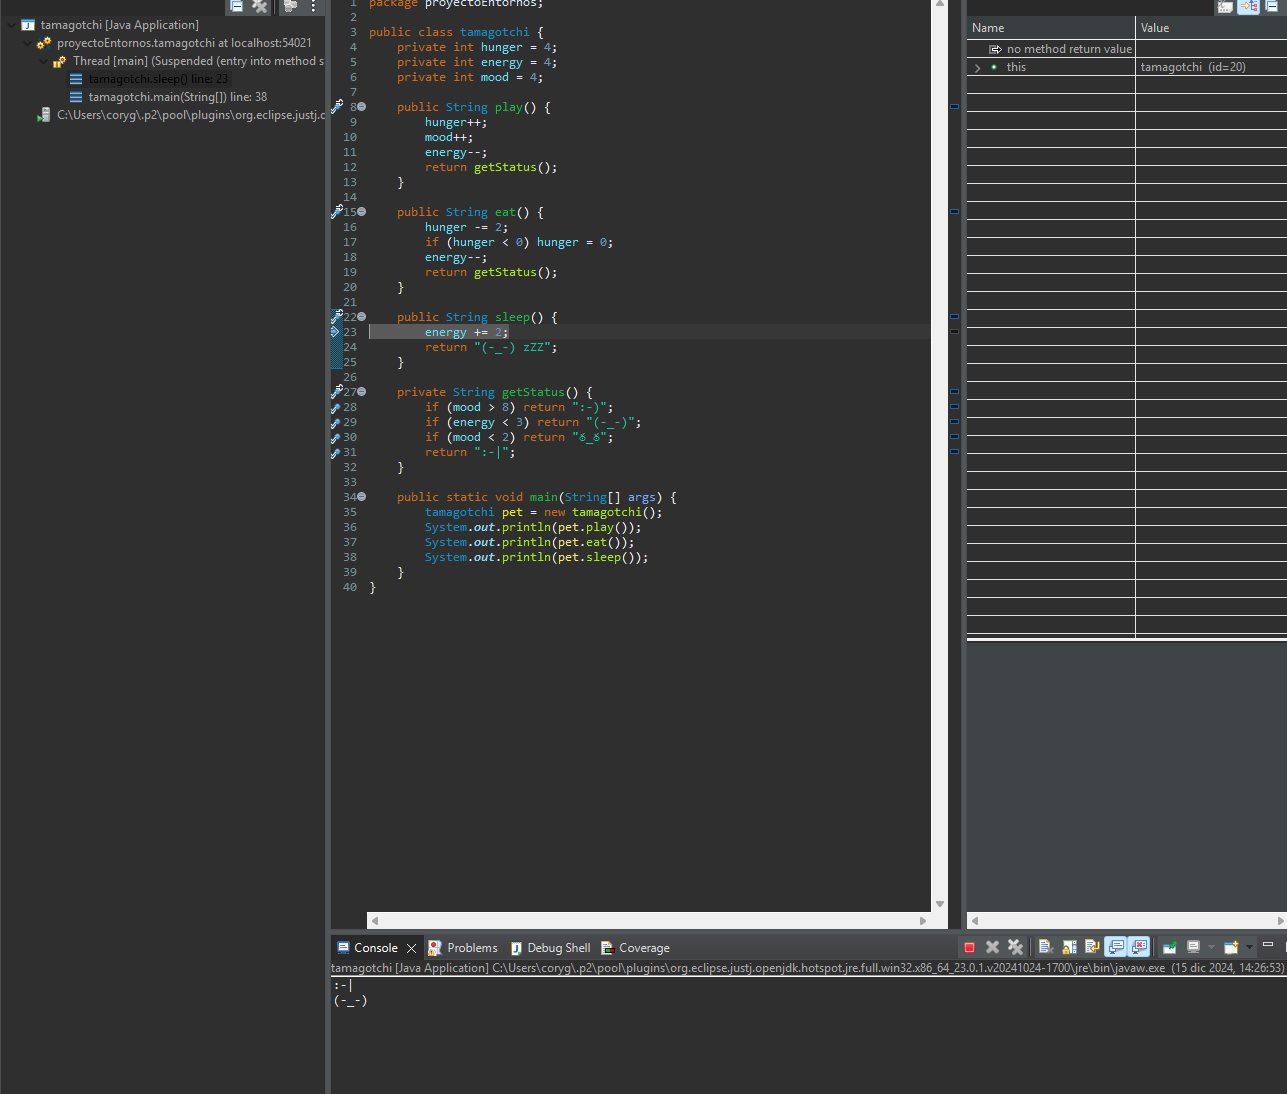 tamagotchi [Java Application]
proyectoEntornos.tamagotchi at localhost:54021
Thread [main] (Suspended (entry into method s
tamagotchi.sleep() line: 23
tamagotchi.main(String[]) line: 38
C:\Users\coryg\.p2\pool\plugins\org.eclipse.justj.c
1 package proyectoEntornos;
2
3 public class tamagotchi {
4     private int hunger = 4;
5     private int energy = 4;
6     private int mood = 4;
7
8     public String play() {
9         hunger++;
10         mood++;
11         energy--;
12         return getStatus();
13     }
14
15     public String eat() {
16         hunger -= 2;
17         if (hunger < 0) hunger = 0;
18         energy--;
19         return getStatus();
20     }
21
22     public String sleep() {
23         energy += 2;
24         return "(-_-) zZZ";
25     }
26
27     private String getStatus() {
28         if (mood > 8) return ":-)";
29         if (energy < 3) return "(-_-)";
30         if (mood < 2) return "ಠ_ಠ";
31         return ":-|";
32     }
33
34     public static void main(String[] args) {
35         tamagotchi pet = new tamagotchi();
36         System.out.println(pet.play());
37         System.out.println(pet.eat());
38         System.out.println(pet.sleep());
39     }
40 }
Name Value
no method return value
this tamagotchi (id=20)
Console Problems Debug Shell Coverage
tamagotchi [Java Application] C:\Users\coryg\.p2\pool\plugins\org.eclipse.justj.openjdk.hotspot.jre.full.win32.x86_64_23.0.1.v20241024-1700\jre\bin\javaw.exe (15 dic 2024, 14:26:53)
:-|
(-_-)